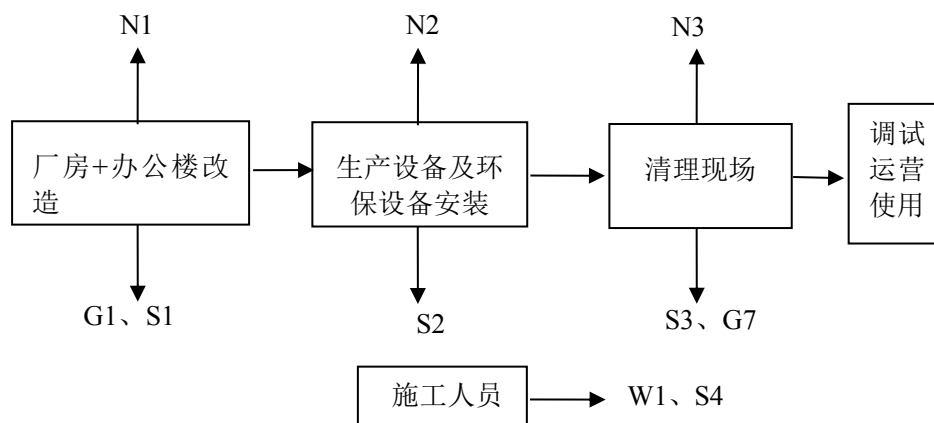 N1
N2
N3
厂房+办公楼改
造
生产设备及环
保设备安装
清理现场
调试
运营
使用
G1、S1
S2
S3、G7
施工人员
W1、S4